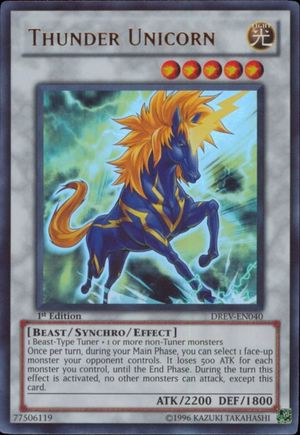 THUNDER UNICORN
LIGHT
光
1st Edition
DREV-EN040
[BEAST/SYNCHRO/EFFECT]
1 Beast-Type Tuner + 1 or more non-Tuner monsters
Once per turn, during your Main Phase, you can select 1 face-up
monster your opponent controls. It loses 500 ATK for each
monster you control, until the End Phase. During the turn this
effect is activated, no other monsters can attack, except this
card.
ATK/2200 DEF/1800
77506119
©1996 KAZUKI TAKAHASHI